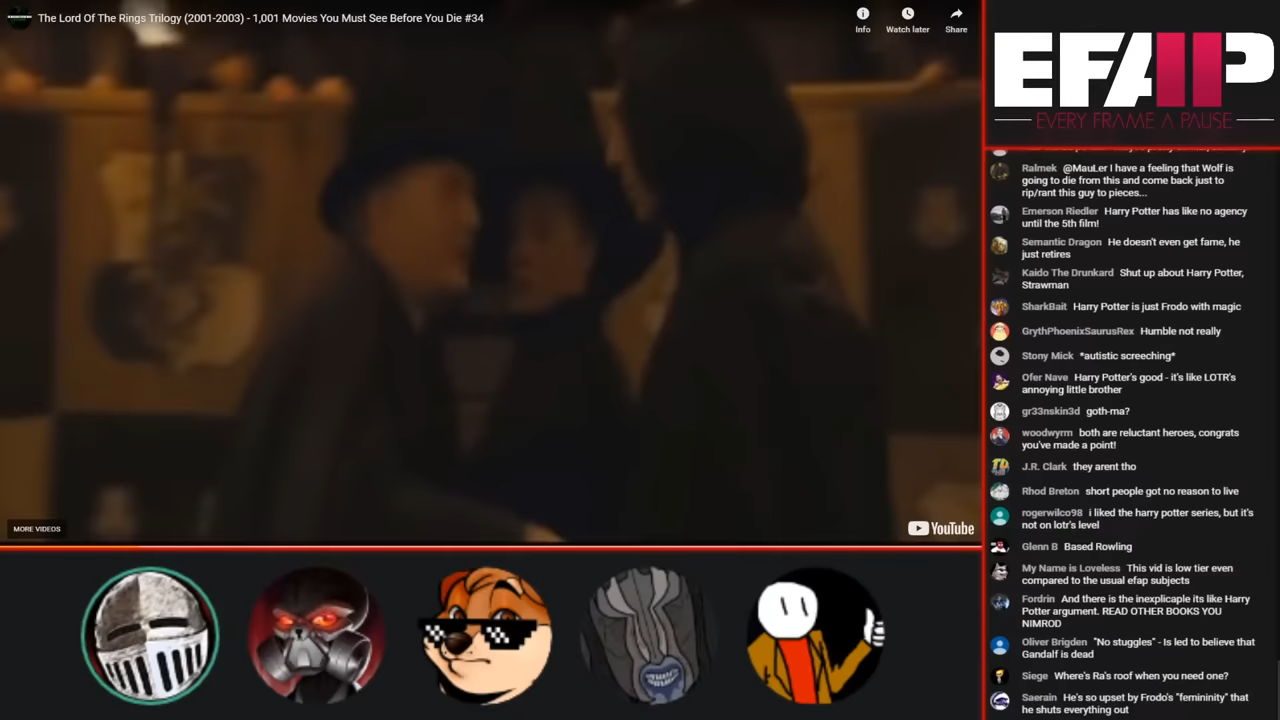 The Lord Of The Rings Trilogy (2001-2003) - 1,001 Movies You Must See Before You Die #34
Info
Watch later
Share
MORE VIDEOS
YouTube
EFAP
EVERY FRAME A PAUSE
Ralmek @MauLer I have a feeling that Wolf is
going to die from this and come back just to
rip/rant this guy to pieces...
Emerson Riedler Harry Potter has like no agency
until the 5th film!
Semantic Dragon He doesn't even get fame, he
just retires
Kaido The Drunkard Shut up about Harry Potter,
Strawman
SharkBait Harry Potter is just Frodo with magic
GrythPhoenixSaurusRex Humble not really
Stony Mick *autistic screeching*
Ofer Nave Harry Potter's good - it's like LOTR's
annoying little brother
gr33nskin3d goth-ma?
woodwyrm both are reluctant heroes, congrats
you've made a point!
J.R. Clark they arent tho
Rhod Breton short people got no reason to live
rogerwilco98 i liked the harry potter series, but it's
not on lotr's level
Glenn B Based Rowling
My Name is Loveless This vid is low tier even
compared to the usual efap subjects
Fordrin And there is the inexplicaple its like Harry
Potter argument. READ OTHER BOOKS YOU
NIMROD
Oliver Brigden "No stuggles" - Is led to believe that
Gandalf is dead
Siege Where's Ra's roof when you need one?
Saerain He's so upset by Frodo's "femininity" that
he shuts everything out